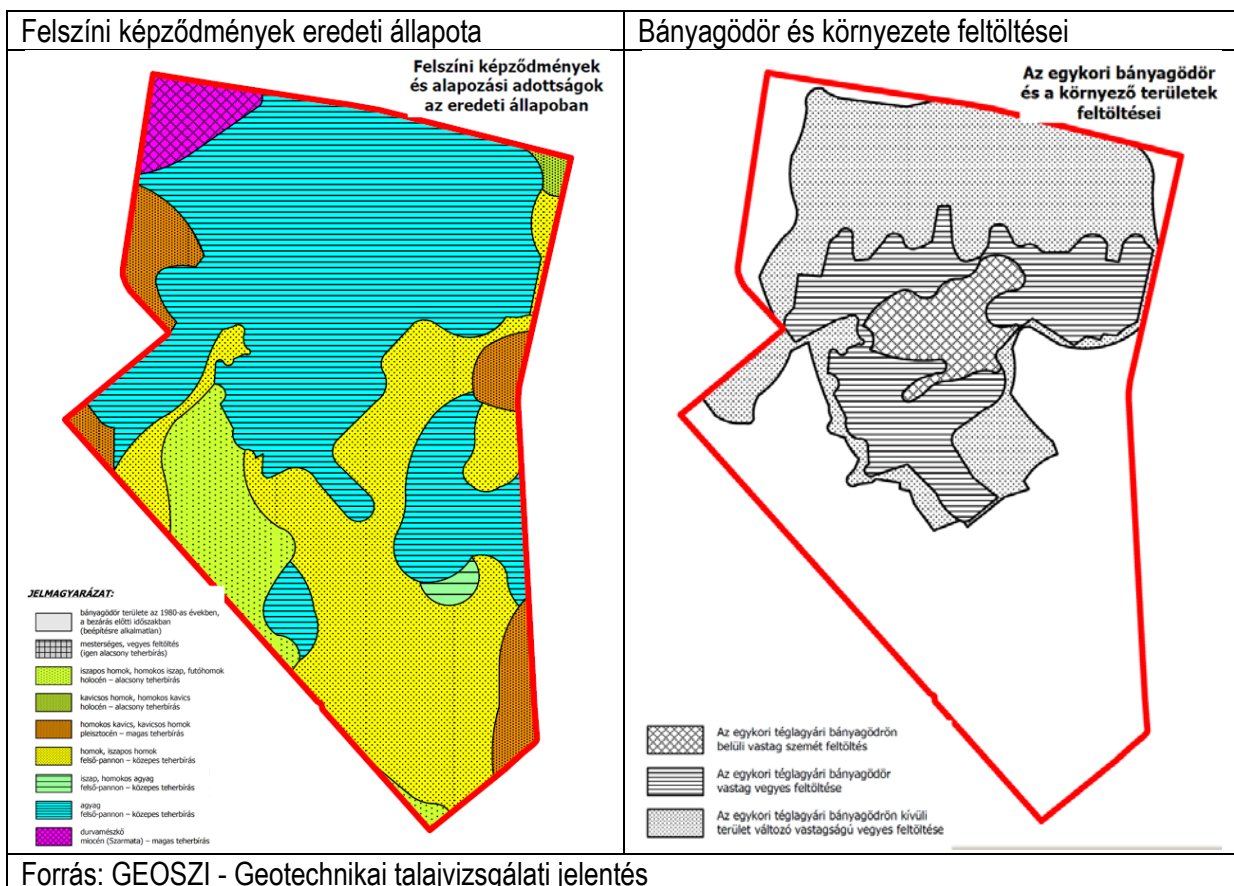 Felszíni képződmények eredeti állapota
Bányagödör és környezete feltöltései
Felszíni képződmények
és alapozási adottságok
az eredeti állapoban
Az egykori bányagödör
és a környező területek
feltöltései
JELMAGYARÁZAT:
bányagödör területe az 1980-as években,
a bezárás előtti időszakban
(beépítésre alkalmatlan)
mesterséges, vegyes feltöltés
(igen alacsony teherbírás)
iszapos homok, homokos iszap, futóhomok
holocén – alacsony teherbírás
kavicsos homok, homokos kavics
holocén – alacsony teherbírás
homokos kavics, kavicsos homok
pleisztocén – magas teherbírás
homok, iszapos homok
felső-pannon – közepes teherbírás
iszap, homokos agyag
felső-pannon – közepes teherbírás
agyag
felső-pannon – közepes teherbírás
durvamészkő
miocén (Szarmata) – magas teherbírás
Az egykori téglagyári bányagödrön
belüli vastag szemét feltöltés
Az egykori téglagyári bányagödör
vastag vegyes feltöltése
Az egykori téglagyári bányagödrön kívüli
terület változó vastagságú vegyes feltöltése
Forrás: GEOSZI - Geotechnikai talajvizsgálati jelentés